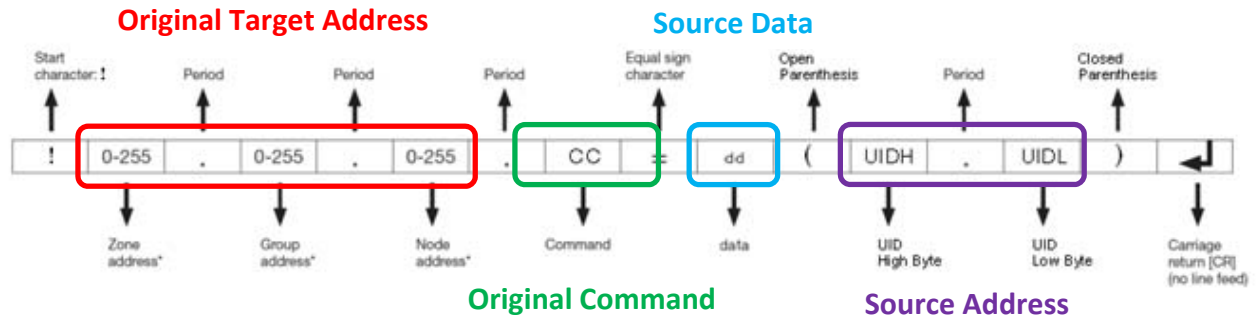 Original Target Address
Source Data
Start character: !
Period
Period
Period
Equal sign character
Open Parenthesis
Period
Closed Parenthesis
! 0-255 . 0-255 . 0-255 . CC = dd ( UIDH . UIDL )
Zone address*
Group address*
Node address*
Command
data
UID High Byte
UID Low Byte
Carriage return [CR] (no line feed)
Original Command
Source Address